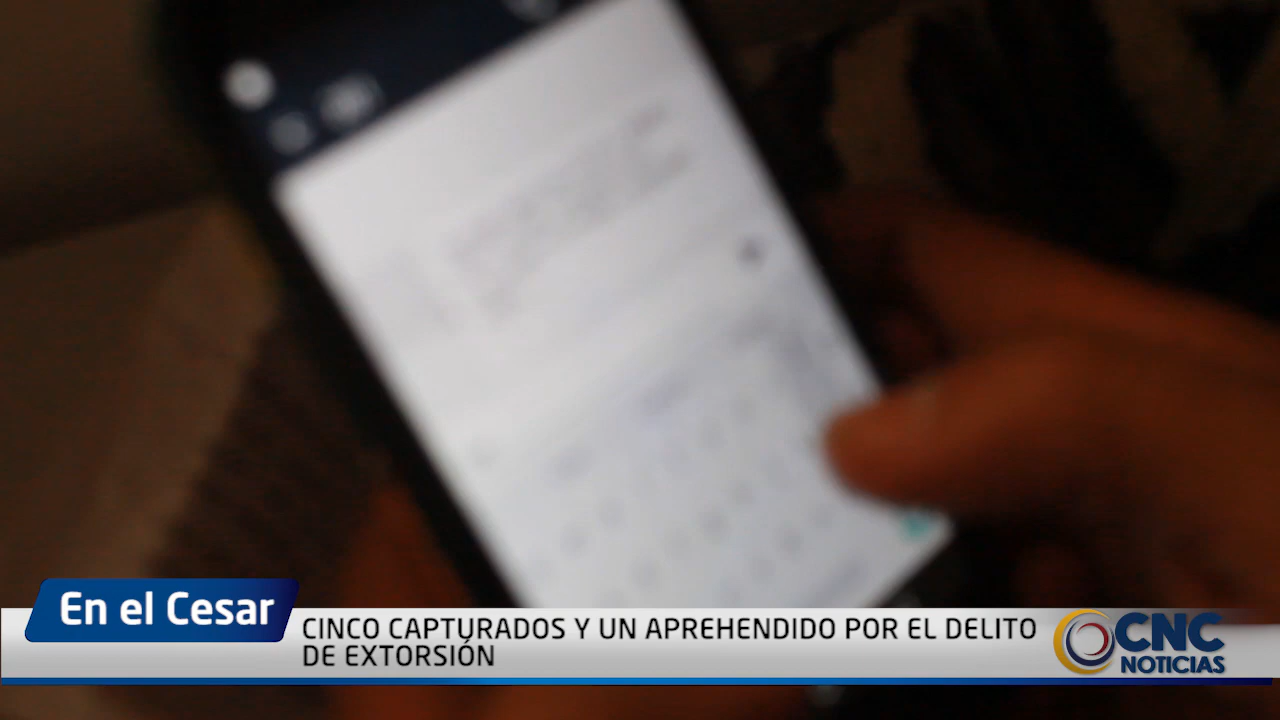 En el Cesar
CINCO CAPTURADOS Y UN APREHENDIDO POR EL DELITO
DE EXTORSIÓN
CNC
NOTICIAS